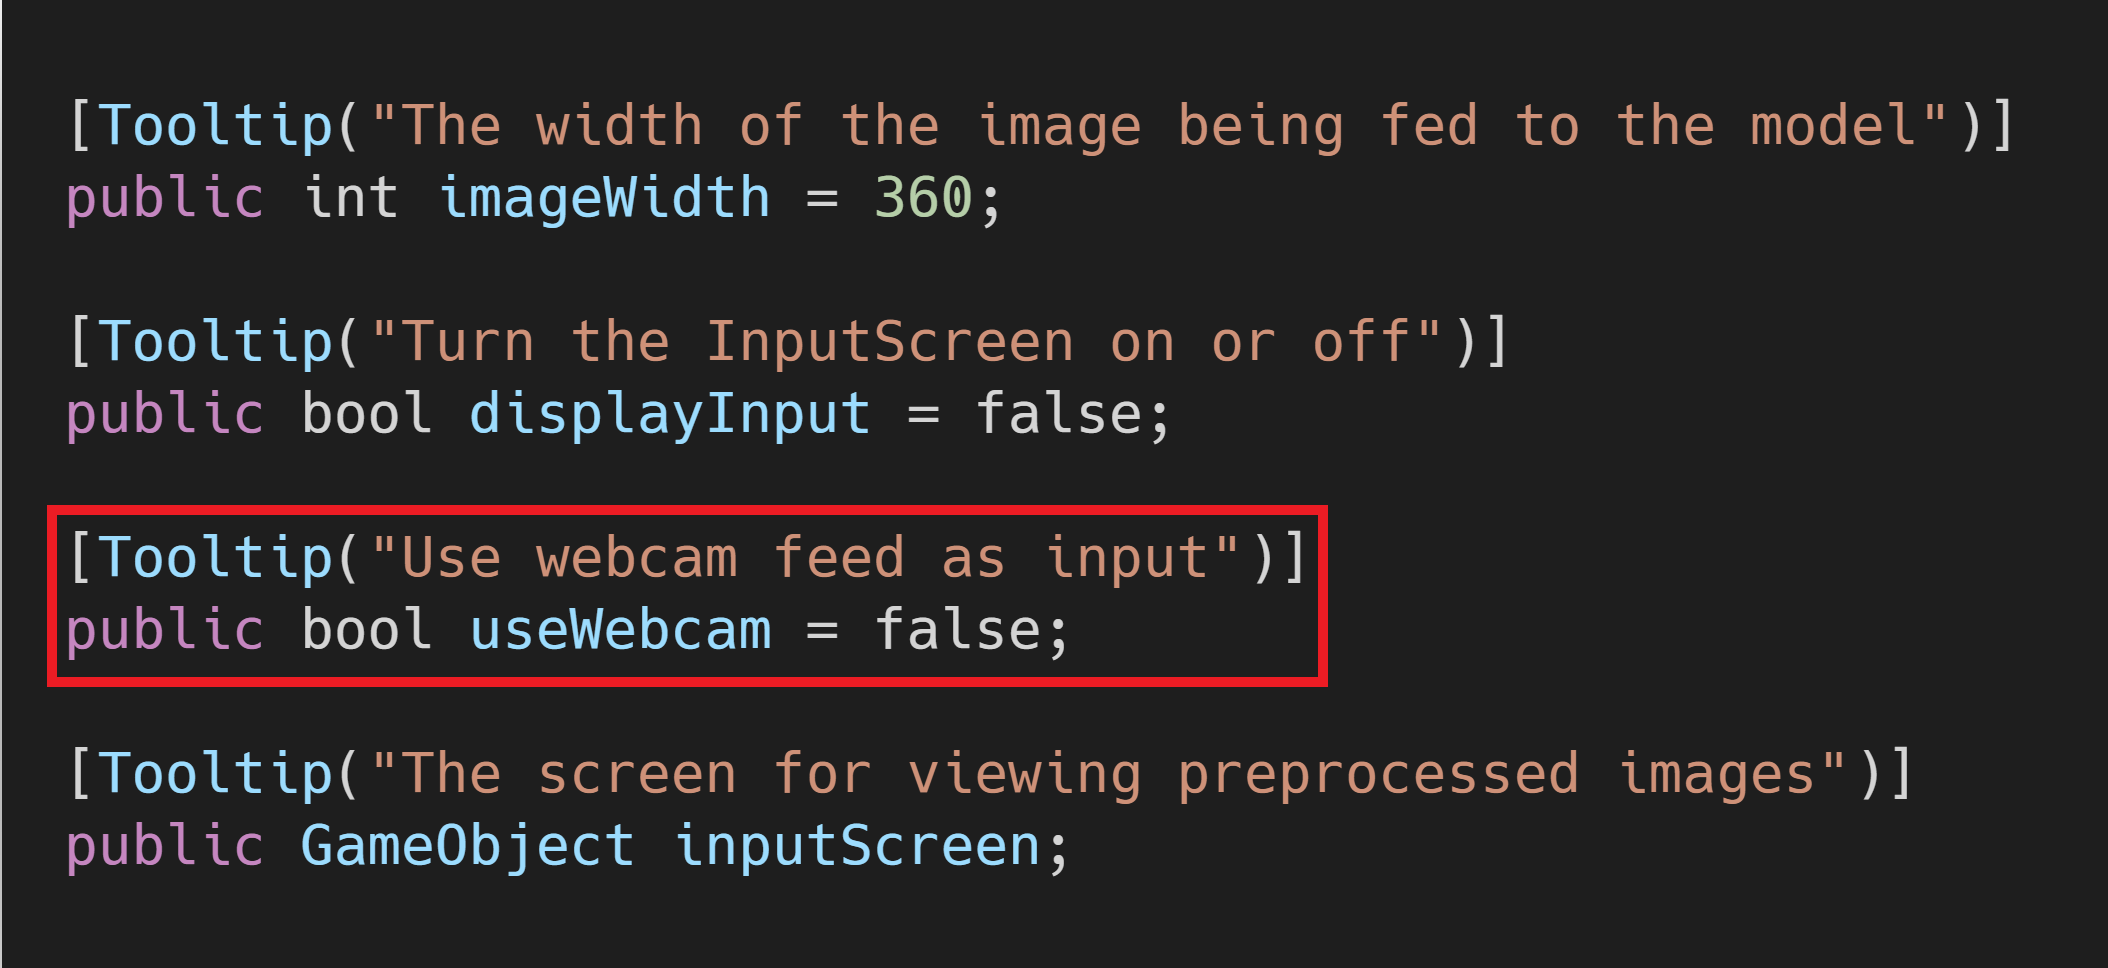 [Tooltip("The width of the image being fed to the model")]
public int imageWidth = 360;
[Tooltip("Turn the InputScreen on or off")]
public bool displayInput = false;
[Tooltip("Use webcam feed as input")]
public bool useWebcam = false;
[Tooltip("The screen for viewing preprocessed images")]
public GameObject inputScreen;